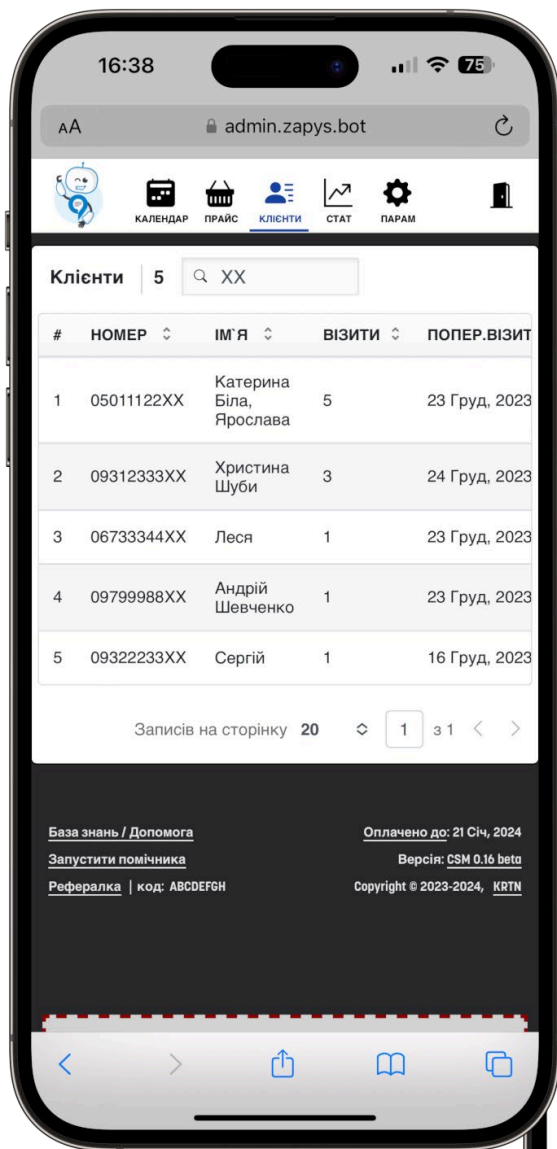 16:38
75
AA admin.zapys.bot
КАЛЕНДАР ПРАЙС КЛІЄНТИ СТАТ ПАРАМ
Клієнти 5 XX
# НОМЕР ІМ`Я ВІЗИТИ ПОПЕР.ВІЗИТ
1 05011122XX Катерина Біла, Ярослава 5 23 Груд, 2023
2 09312333XX Христина Шуби 3 24 Груд, 2023
3 06733344XX Леся 1 23 Груд, 2023
4 09799988XX Андрій Шевченко 1 23 Груд, 2023
5 09322233XX Сергій 1 16 Груд, 2023
Записів на сторінку 20 1 з 1
База знань / Допомога Оплачено до: 21 Січ, 2024
Запустити помічника Версія: CSM 0.16 beta
Рефералка | код: ABCDEFGH Copyright © 2023-2024, KRTN